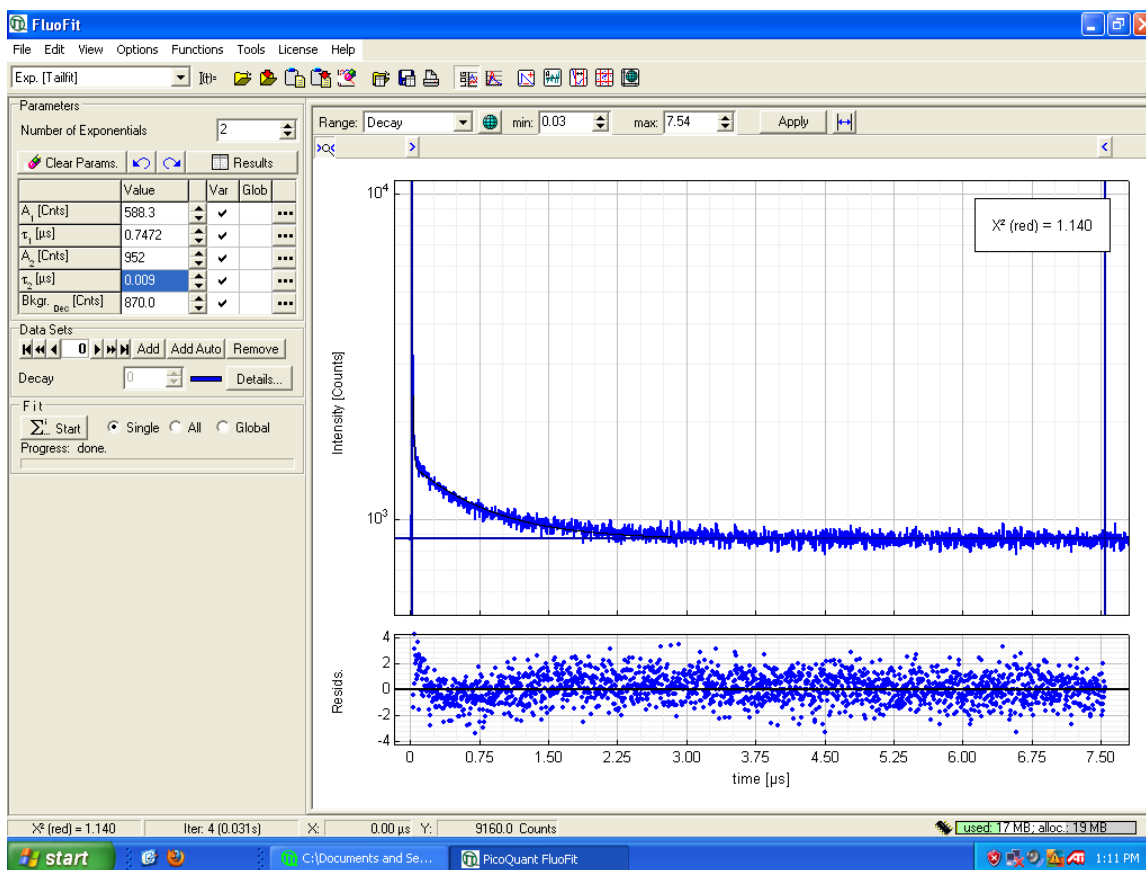 FluoFit
File Edit View Options Functions Tools License Help
Exp. [Tailfit] I(t)=
Parameters
Number of Exponentials 2
Clear Params. Results
Value Var Glob
A1 [Cnts] 588.3
τ1 [µs] 0.7472
A2 [Cnts] 952
τ2 [µs] 0.009
Bkgr. Dec [Cnts] 870.0
Data Sets
0 Add Add Auto Remove
Decay 0 Details...
Fit
Σ Start Single All Global
Progress: done.
Range: Decay min: 0.03 max: 7.54 Apply
10^4
X² (red) = 1.140
Intensity [Counts]
10^3
4
2
0
-2
-4
Resids.
0 0.75 1.50 2.25 3.00 3.75 4.50 5.25 6.00 6.75 7.50
time [µs]
X² (red) = 1.140 Iter: 4 (0.031s) X: 0.00 µs Y: 9160.0 Counts used: 17 MB; alloc.: 19 MB
start C:\Documents and Se... PicoQuant FluoFit ATI 1:11 PM